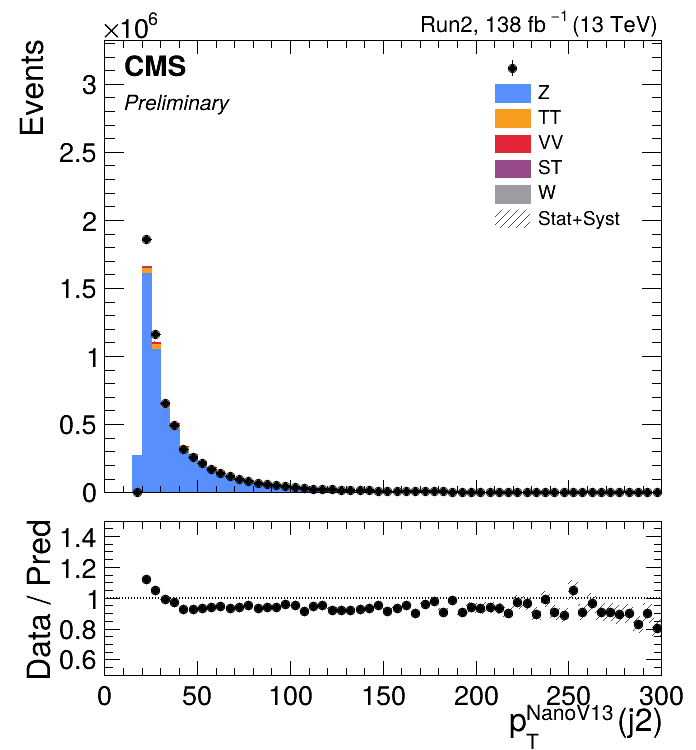 ×10⁶
Run2, 138 fb⁻¹ (13 TeV)
CMS
Preliminary
Events
3
2.5
2
1.5
1
0.5
0
Z
TT
VV
ST
W
Stat+Syst
Data / Pred
1.4
1.2
1
0.8
0.6
0 50 100 150 200 250 300
p_T^NanoV13 (j2)